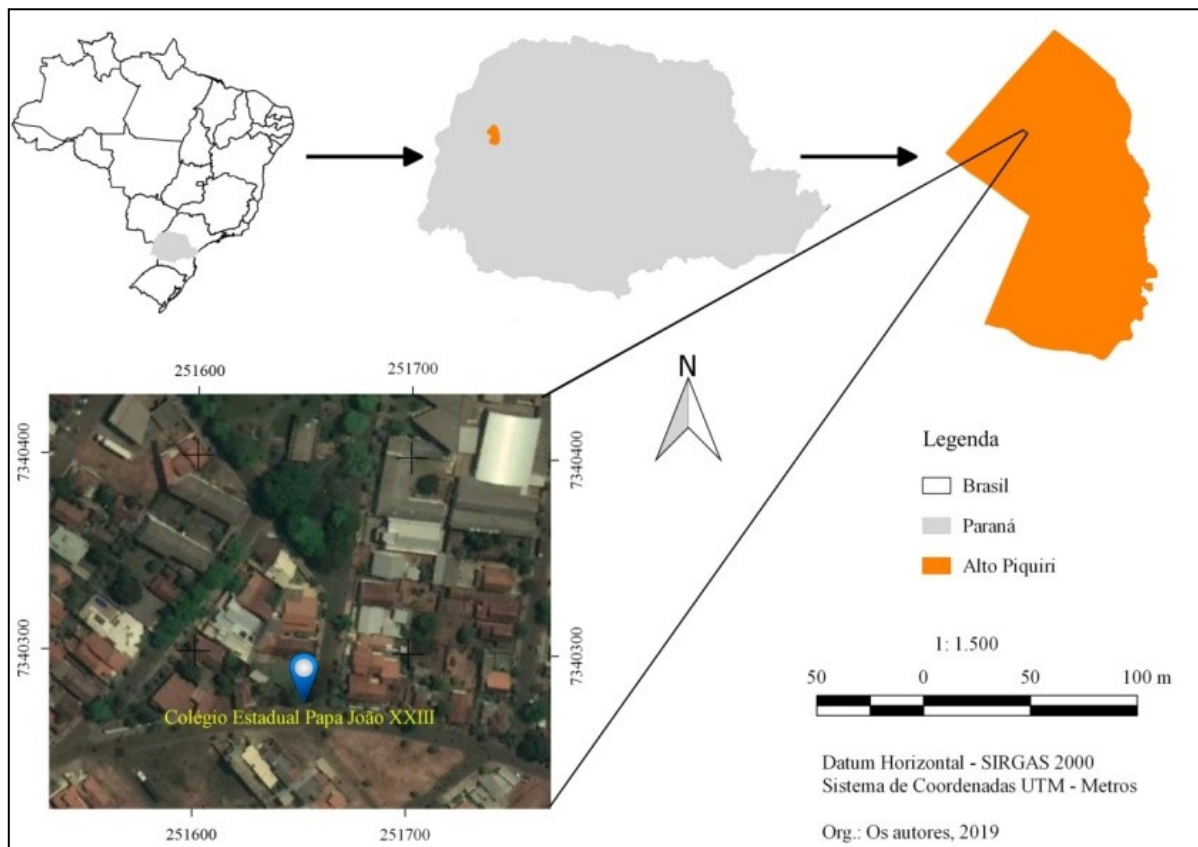 N
251600
251700
7340400
7340400
7340300
7340300
Colégio Estadual Papa João XXIII
251600
251700
Legenda
Brasil
Paraná
Alto Piquiri
1: 1.500
50 0 50 100 m
Datum Horizontal - SIRGAS 2000
Sistema de Coordenadas UTM - Metros
Org.: Os autores, 2019